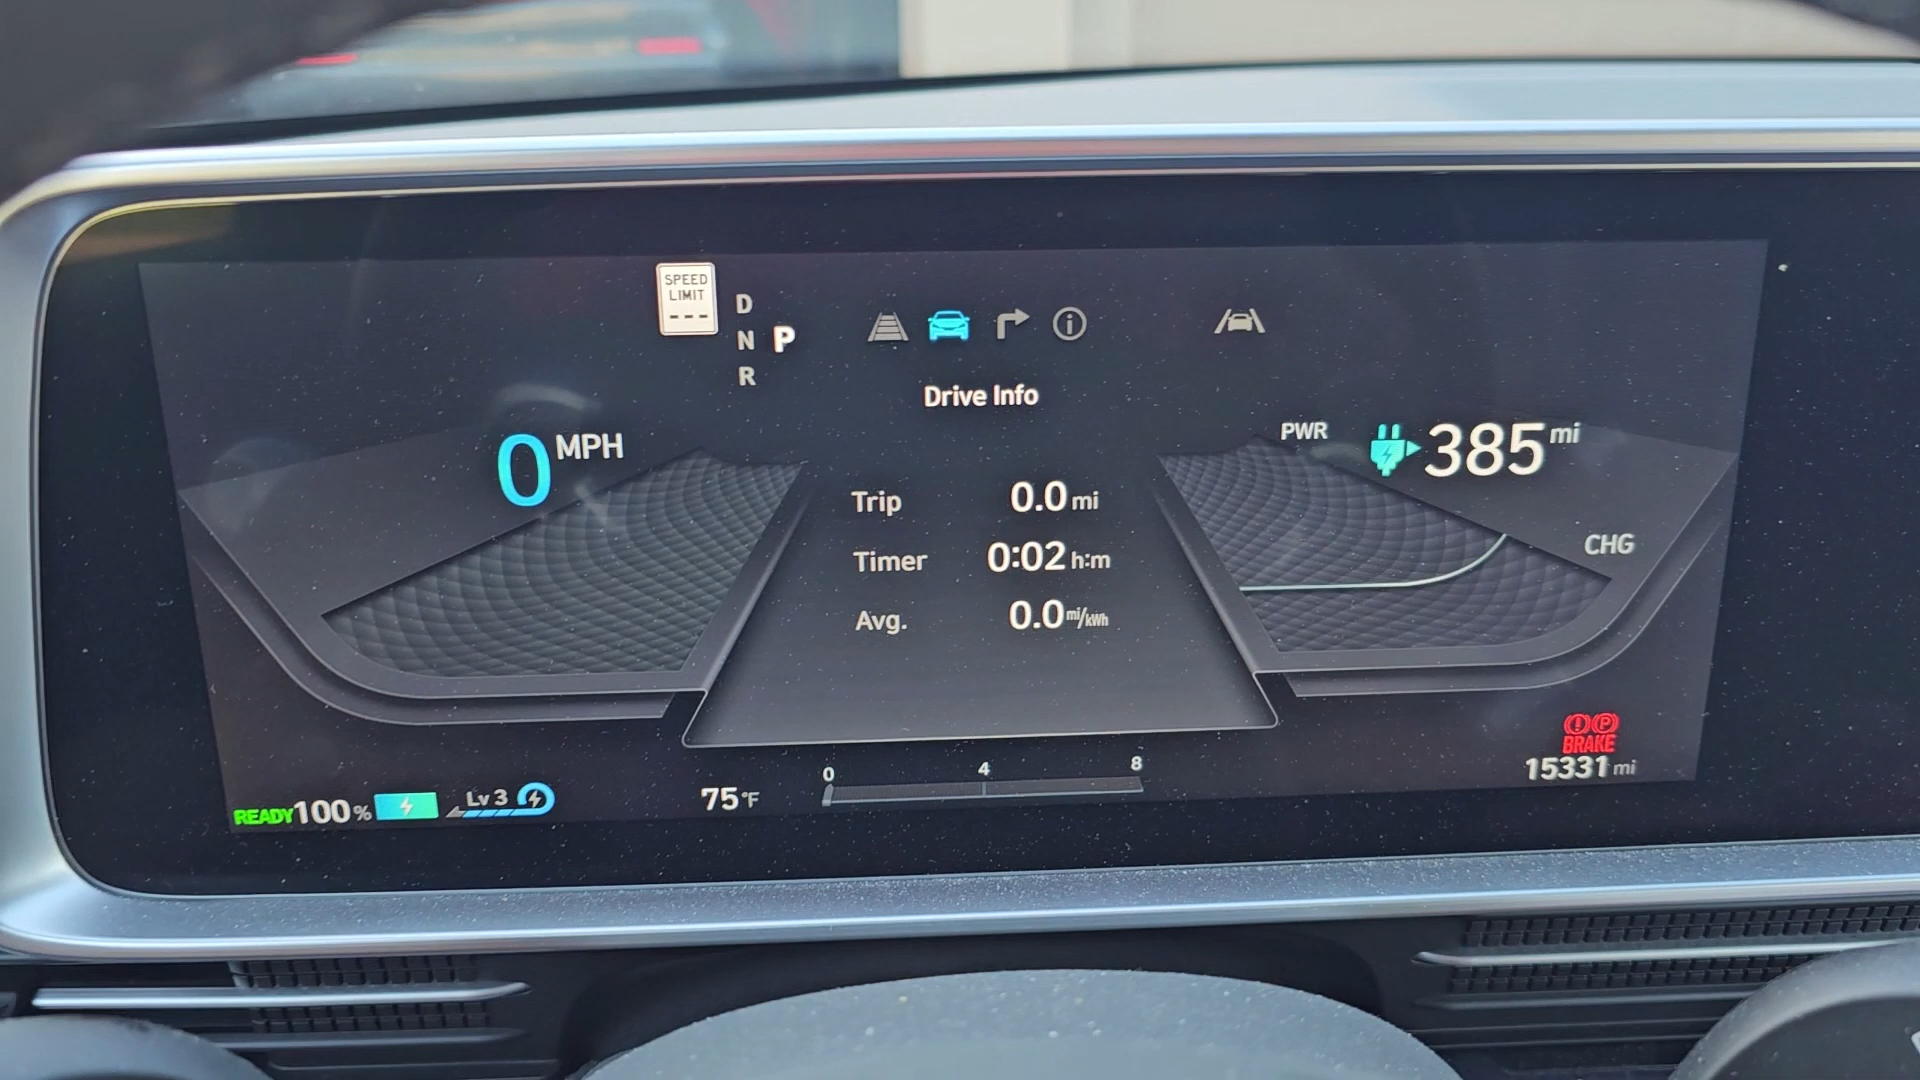 SPEED
LIMIT
---
D
N P
R
Drive Info
0 MPH
PWR
385 mi
CHG
Trip 0.0 mi
Timer 0:02 h:m
Avg. 0.0 mi/kWh
BRAKE
15331 mi
READY 100 % Lv 3
75 °F
0 4 8